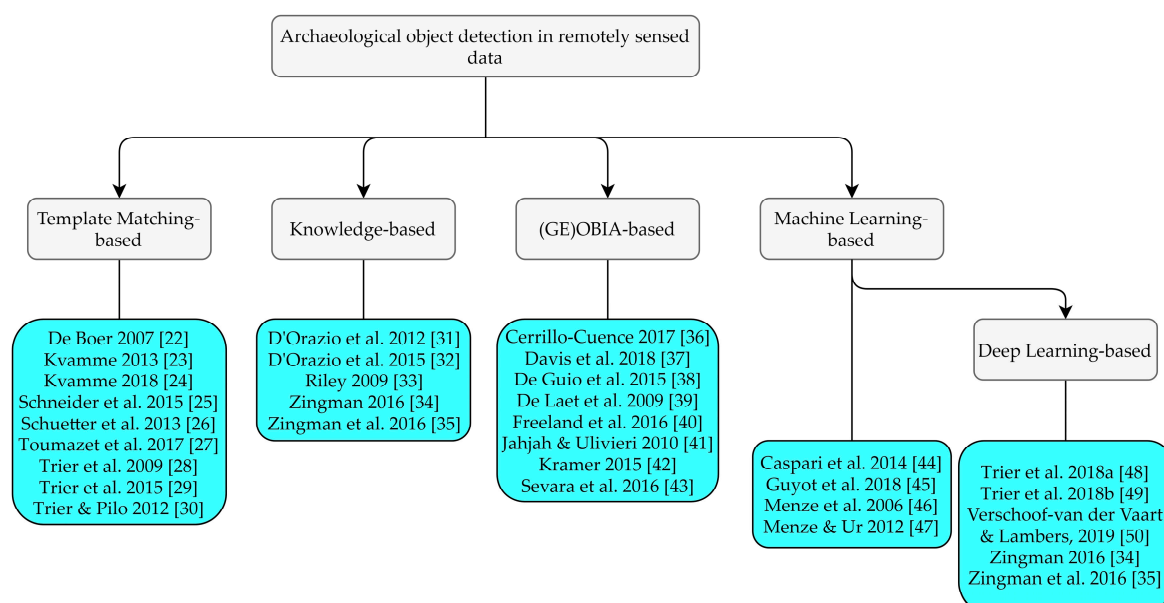 Archaeological object detection in remotely sensed
data
Template Matching-
based
Knowledge-based
(GE)OBIA-based
Machine Learning-
based
Deep Learning-based
De Boer 2007 [22]
Kvamme 2013 [23]
Kvamme 2018 [24]
Schneider et al. 2015 [25]
Schuetter et al. 2013 [26]
Toumazet et al. 2017 [27]
Trier et al. 2009 [28]
Trier et al. 2015 [29]
Trier & Pilo 2012 [30]
D'Orazio et al. 2012 [31]
D'Orazio et al. 2015 [32]
Riley 2009 [33]
Zingman 2016 [34]
Zingman et al. 2016 [35]
Cerrillo-Cuence 2017 [36]
Davis et al. 2018 [37]
De Guio et al. 2015 [38]
De Laet et al. 2009 [39]
Freeland et al. 2016 [40]
Jahjah & Ulivieri 2010 [41]
Kramer 2015 [42]
Sevara et al. 2016 [43]
Caspari et al. 2014 [44]
Guyot et al. 2018 [45]
Menze et al. 2006 [46]
Menze & Ur 2012 [47]
Trier et al. 2018a [48]
Trier et al. 2018b [49]
Verschoof-van der Vaart
& Lambers, 2019 [50]
Zingman 2016 [34]
Zingman et al. 2016 [35]